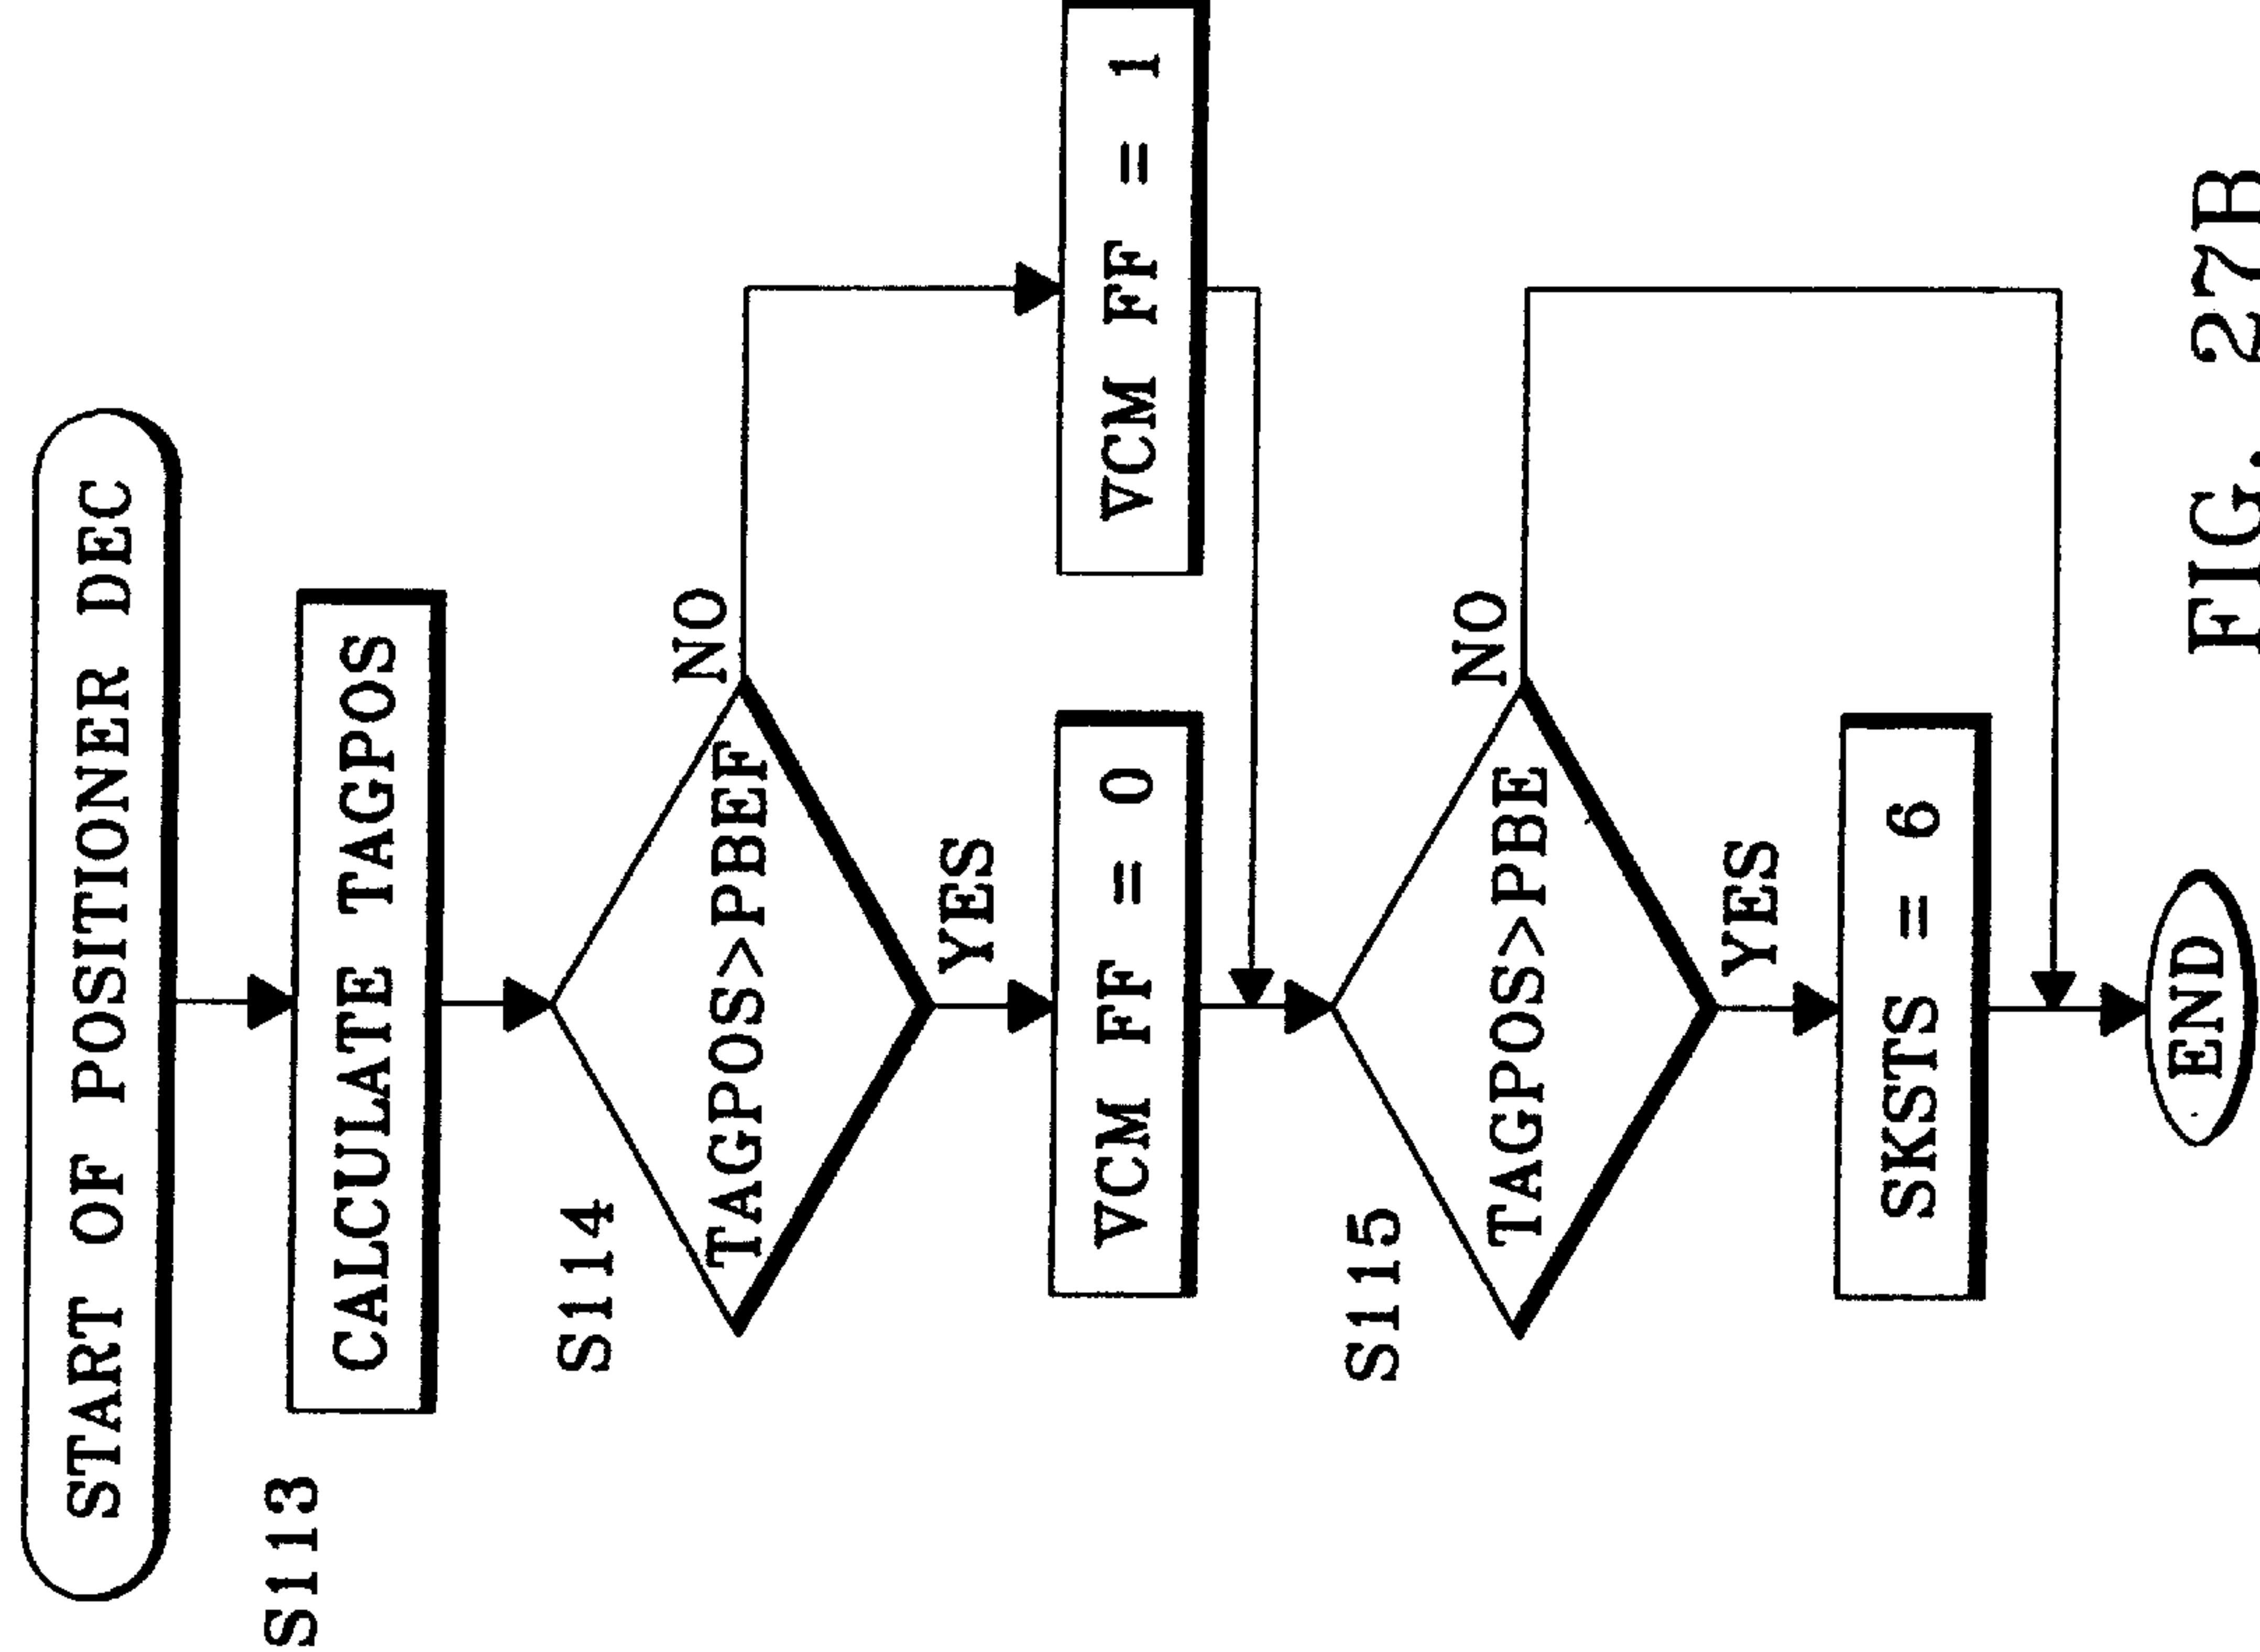 START OF POSITIONER DEC
S113
CALCULATE TAGPOS
S114
TAGPOS>PBEF
NO
YES
VCM FF = 0
VCM FF = 1
S115
TAGPOS>PBE
NO
YES
SKSTS = 6
END
FIG. 27B